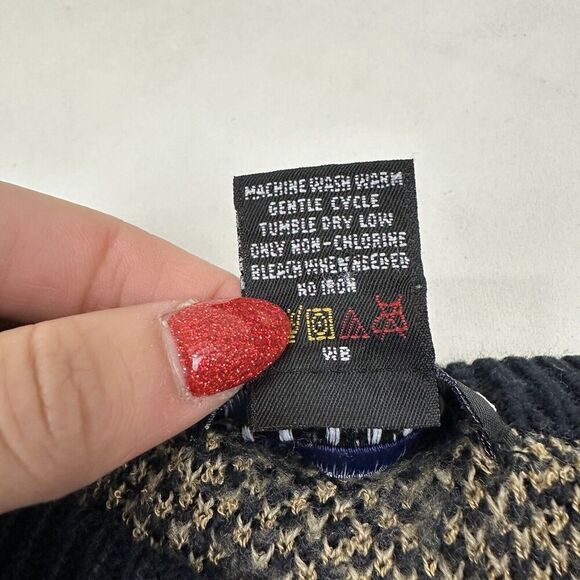 MACHINE WASH WARM
GENTLE CYCLE
TUMBLE DRY LOW
ONLY NON-CHLORINE
BLEACH WHEN NEEDED
NO IRON
WB